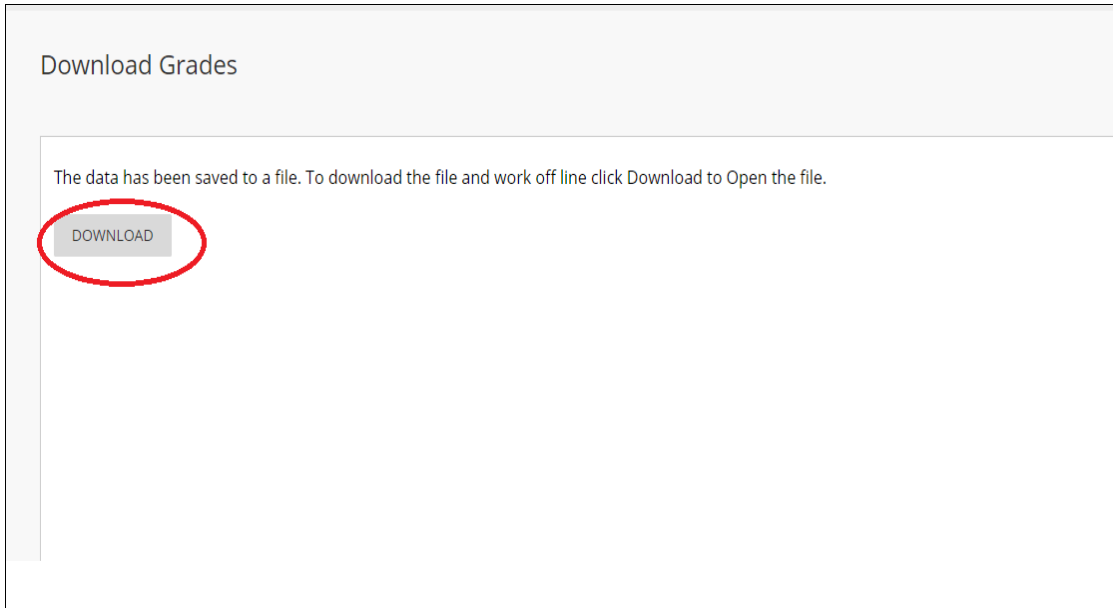 Download Grades
The data has been saved to a file. To download the file and work off line click Download to Open the file.
DOWNLOAD